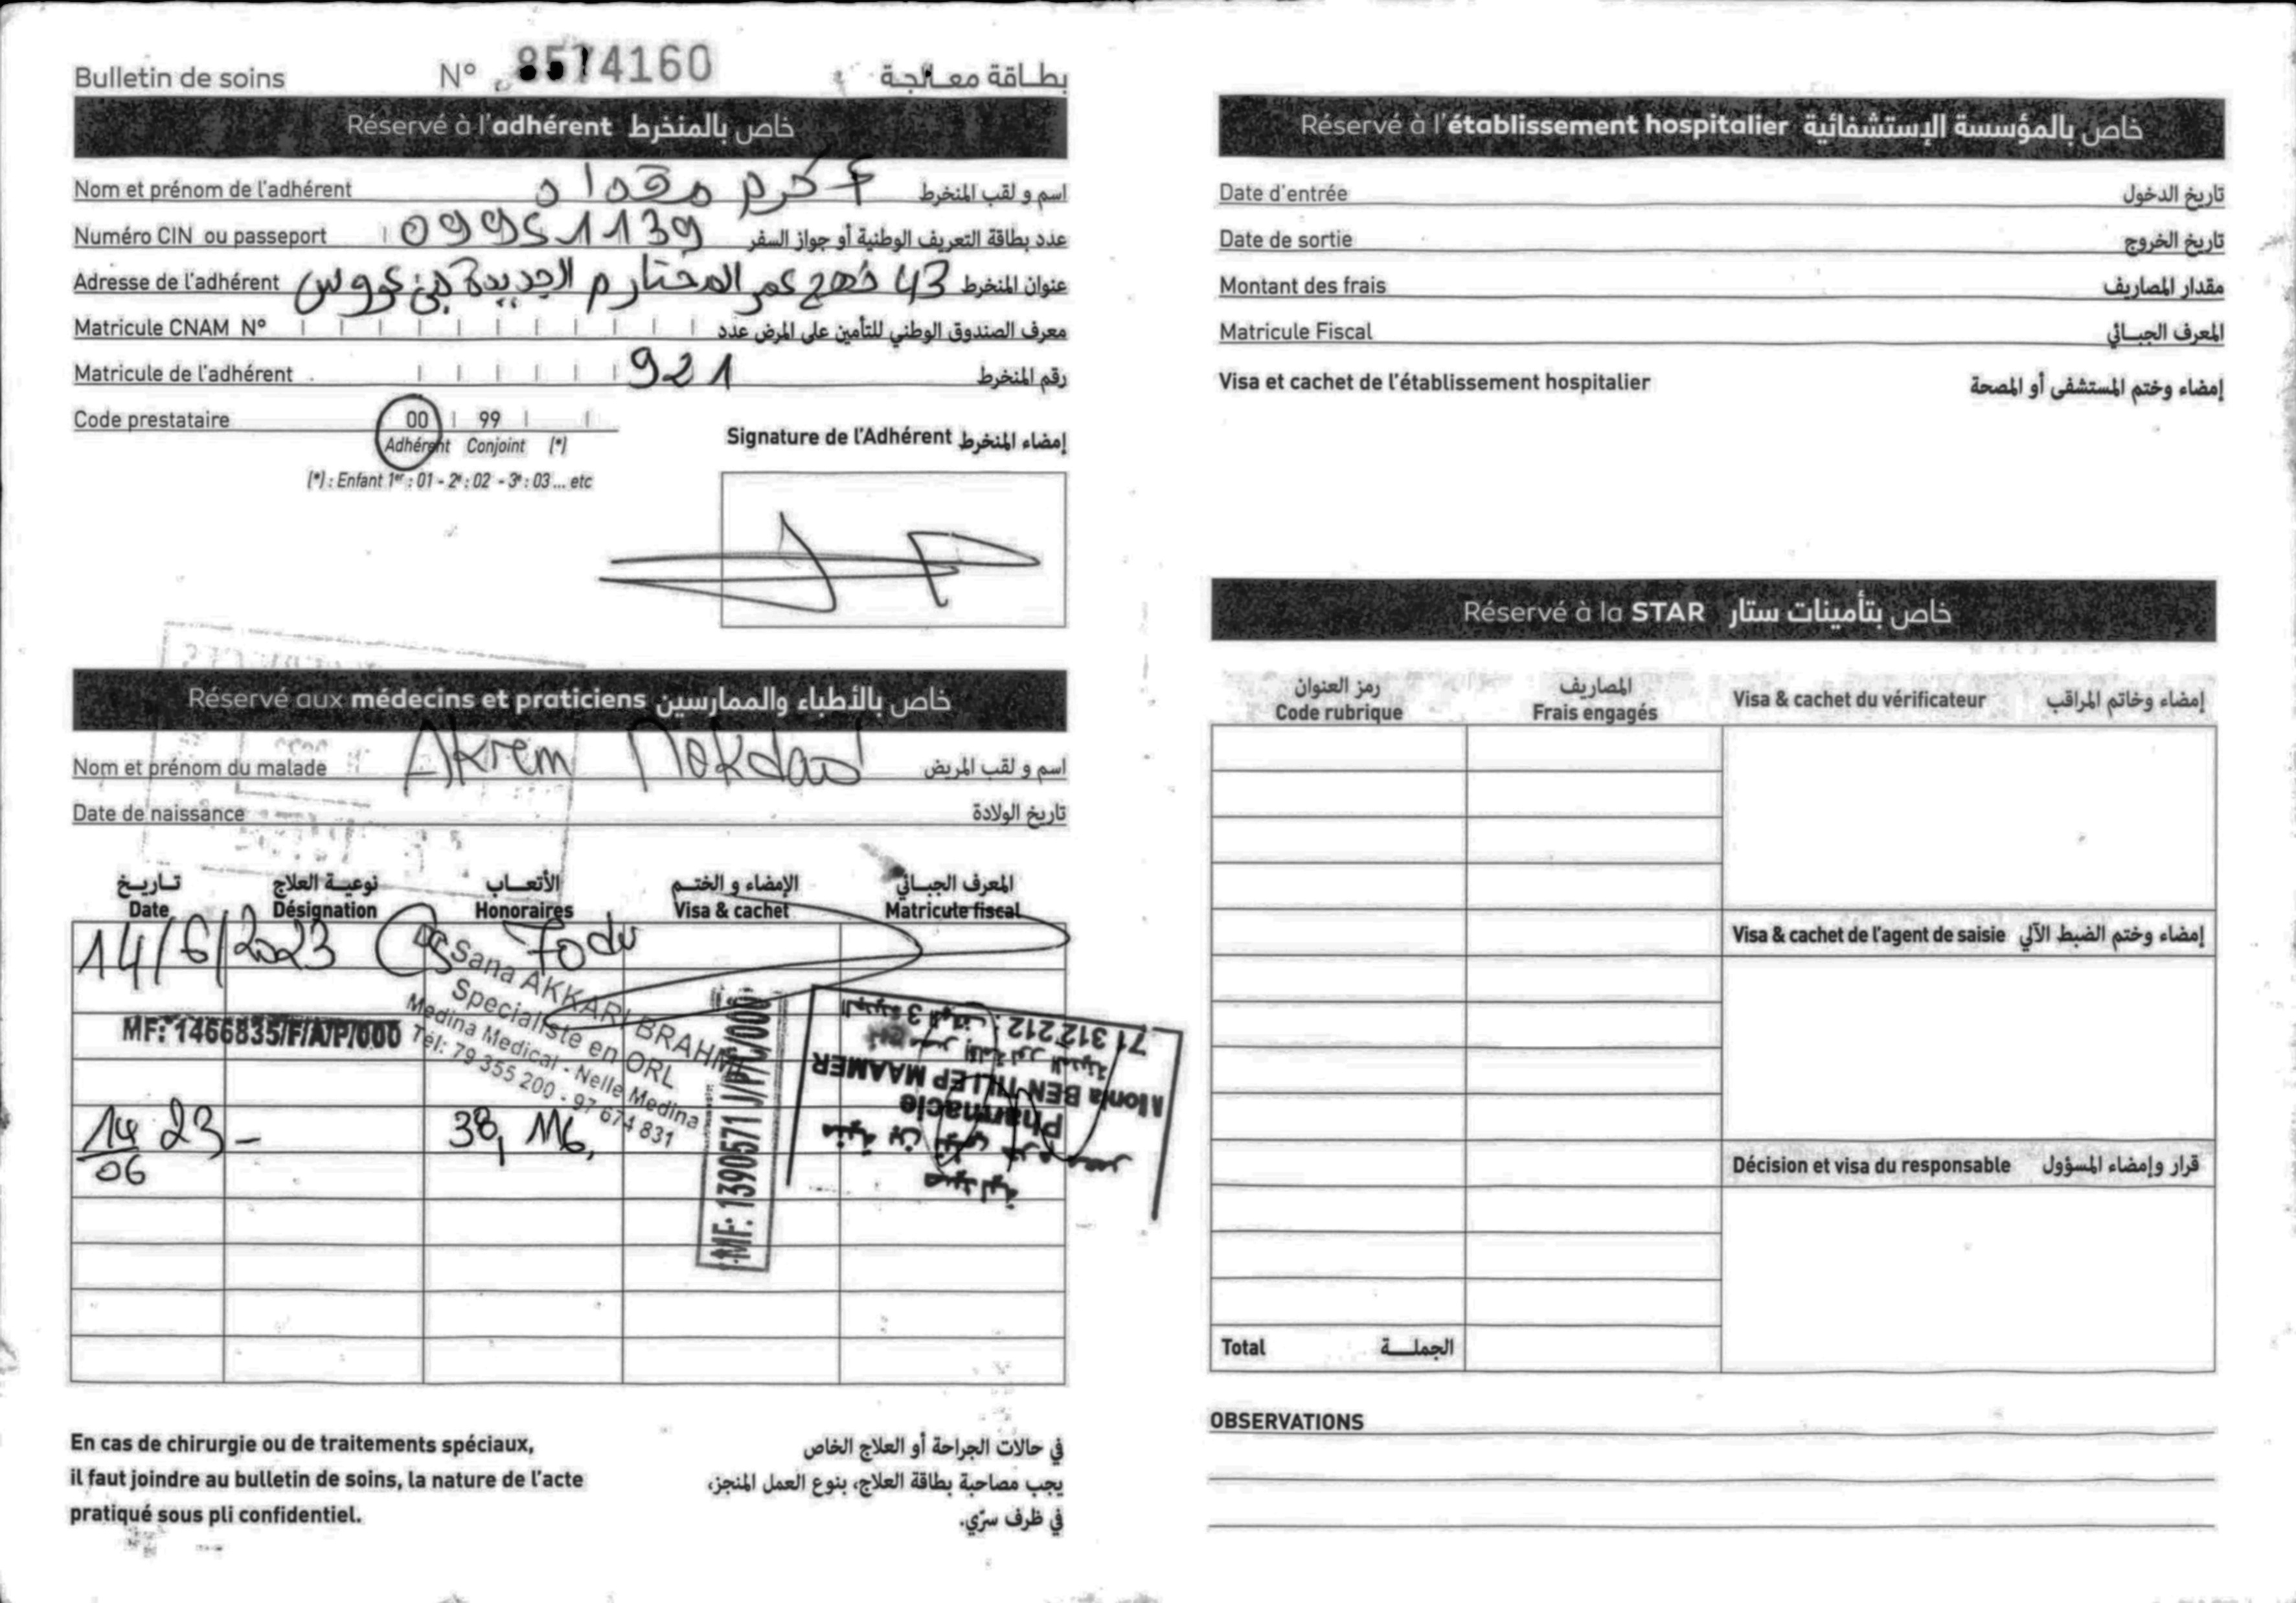 Bulletin de soins N° 8574160 بطاقة معالجة
Réservé à l'adhérent خاص بالمنخرط
Nom et prénom de l'adhérent أكرم مقداد اسم و لقب المنخرط
Numéro CIN ou passeport 09951139 عدد بطاقة التعريف الوطنية أو جواز السفر
Adresse de l'adhérent 43 نهج عمر المختار م الجديدة بن عروس عنوان المنخرط
Matricule CNAM N° معرف الصندوق الوطني للتأمين على المرض عدد
Matricule de l'adhérent 921 رقم المنخرط
Code prestataire 00 99
Adhérent Conjoint (*)
(*) : Enfant 1er : 01 - 2e : 02 - 3e : 03 ... etc
Signature de l'Adhérent إمضاء المنخرط
Réservé aux médecins et praticiens خاص بالأطباء والممارسين
Nom et prénom du malade Akrem Mokdad اسم و لقب المريض
Date de naissance تاريخ الولادة
تاريخ نوعية العلاج الأتعاب الإمضاء و الختم المعرف الجبائي
Date Désignation Honoraires Visa & cachet Matricule fiscal
14/6/2023 Cs 70 dt
Dr Sana AKKARI BRAHMI
Specialiste en ORL
Medina Medical - Nelle Medina
Tél: 79 355 200 - 97 674 831
MF: 1466835/F/A/P/000
14/06 23 - 38,
MF: 1390571 J/P/C/000
صيدلية
Pharmacie
Monia BEN MAAMER
71 312 212
En cas de chirurgie ou de traitements spéciaux,
il faut joindre au bulletin de soins, la nature de l'acte
pratiqué sous pli confidentiel.
في حالات الجراحة أو العلاج الخاص
يجب مصاحبة بطاقة العلاج، بنوع العمل المنجز،
في ظرف سرّي.
Réservé à l'établissement hospitalier خاص بالمؤسسة الإستشفائية
Date d'entrée تاريخ الدخول
Date de sortie تاريخ الخروج
Montant des frais مقدار المصاريف
Matricule Fiscal المعرف الجبائي
Visa et cachet de l'établissement hospitalier إمضاء وختم المستشفى أو المصحة
Réservé à la STAR خاص بتأمينات ستار
رمز العنوان المصاريف
Code rubrique Frais engagés Visa & cachet du vérificateur إمضاء وخاتم المراقب
Visa & cachet de l'agent de saisie إمضاء وختم الضبط الآلي
Décision et visa du responsable قرار وإمضاء المسؤول
Total الجملة
OBSERVATIONS